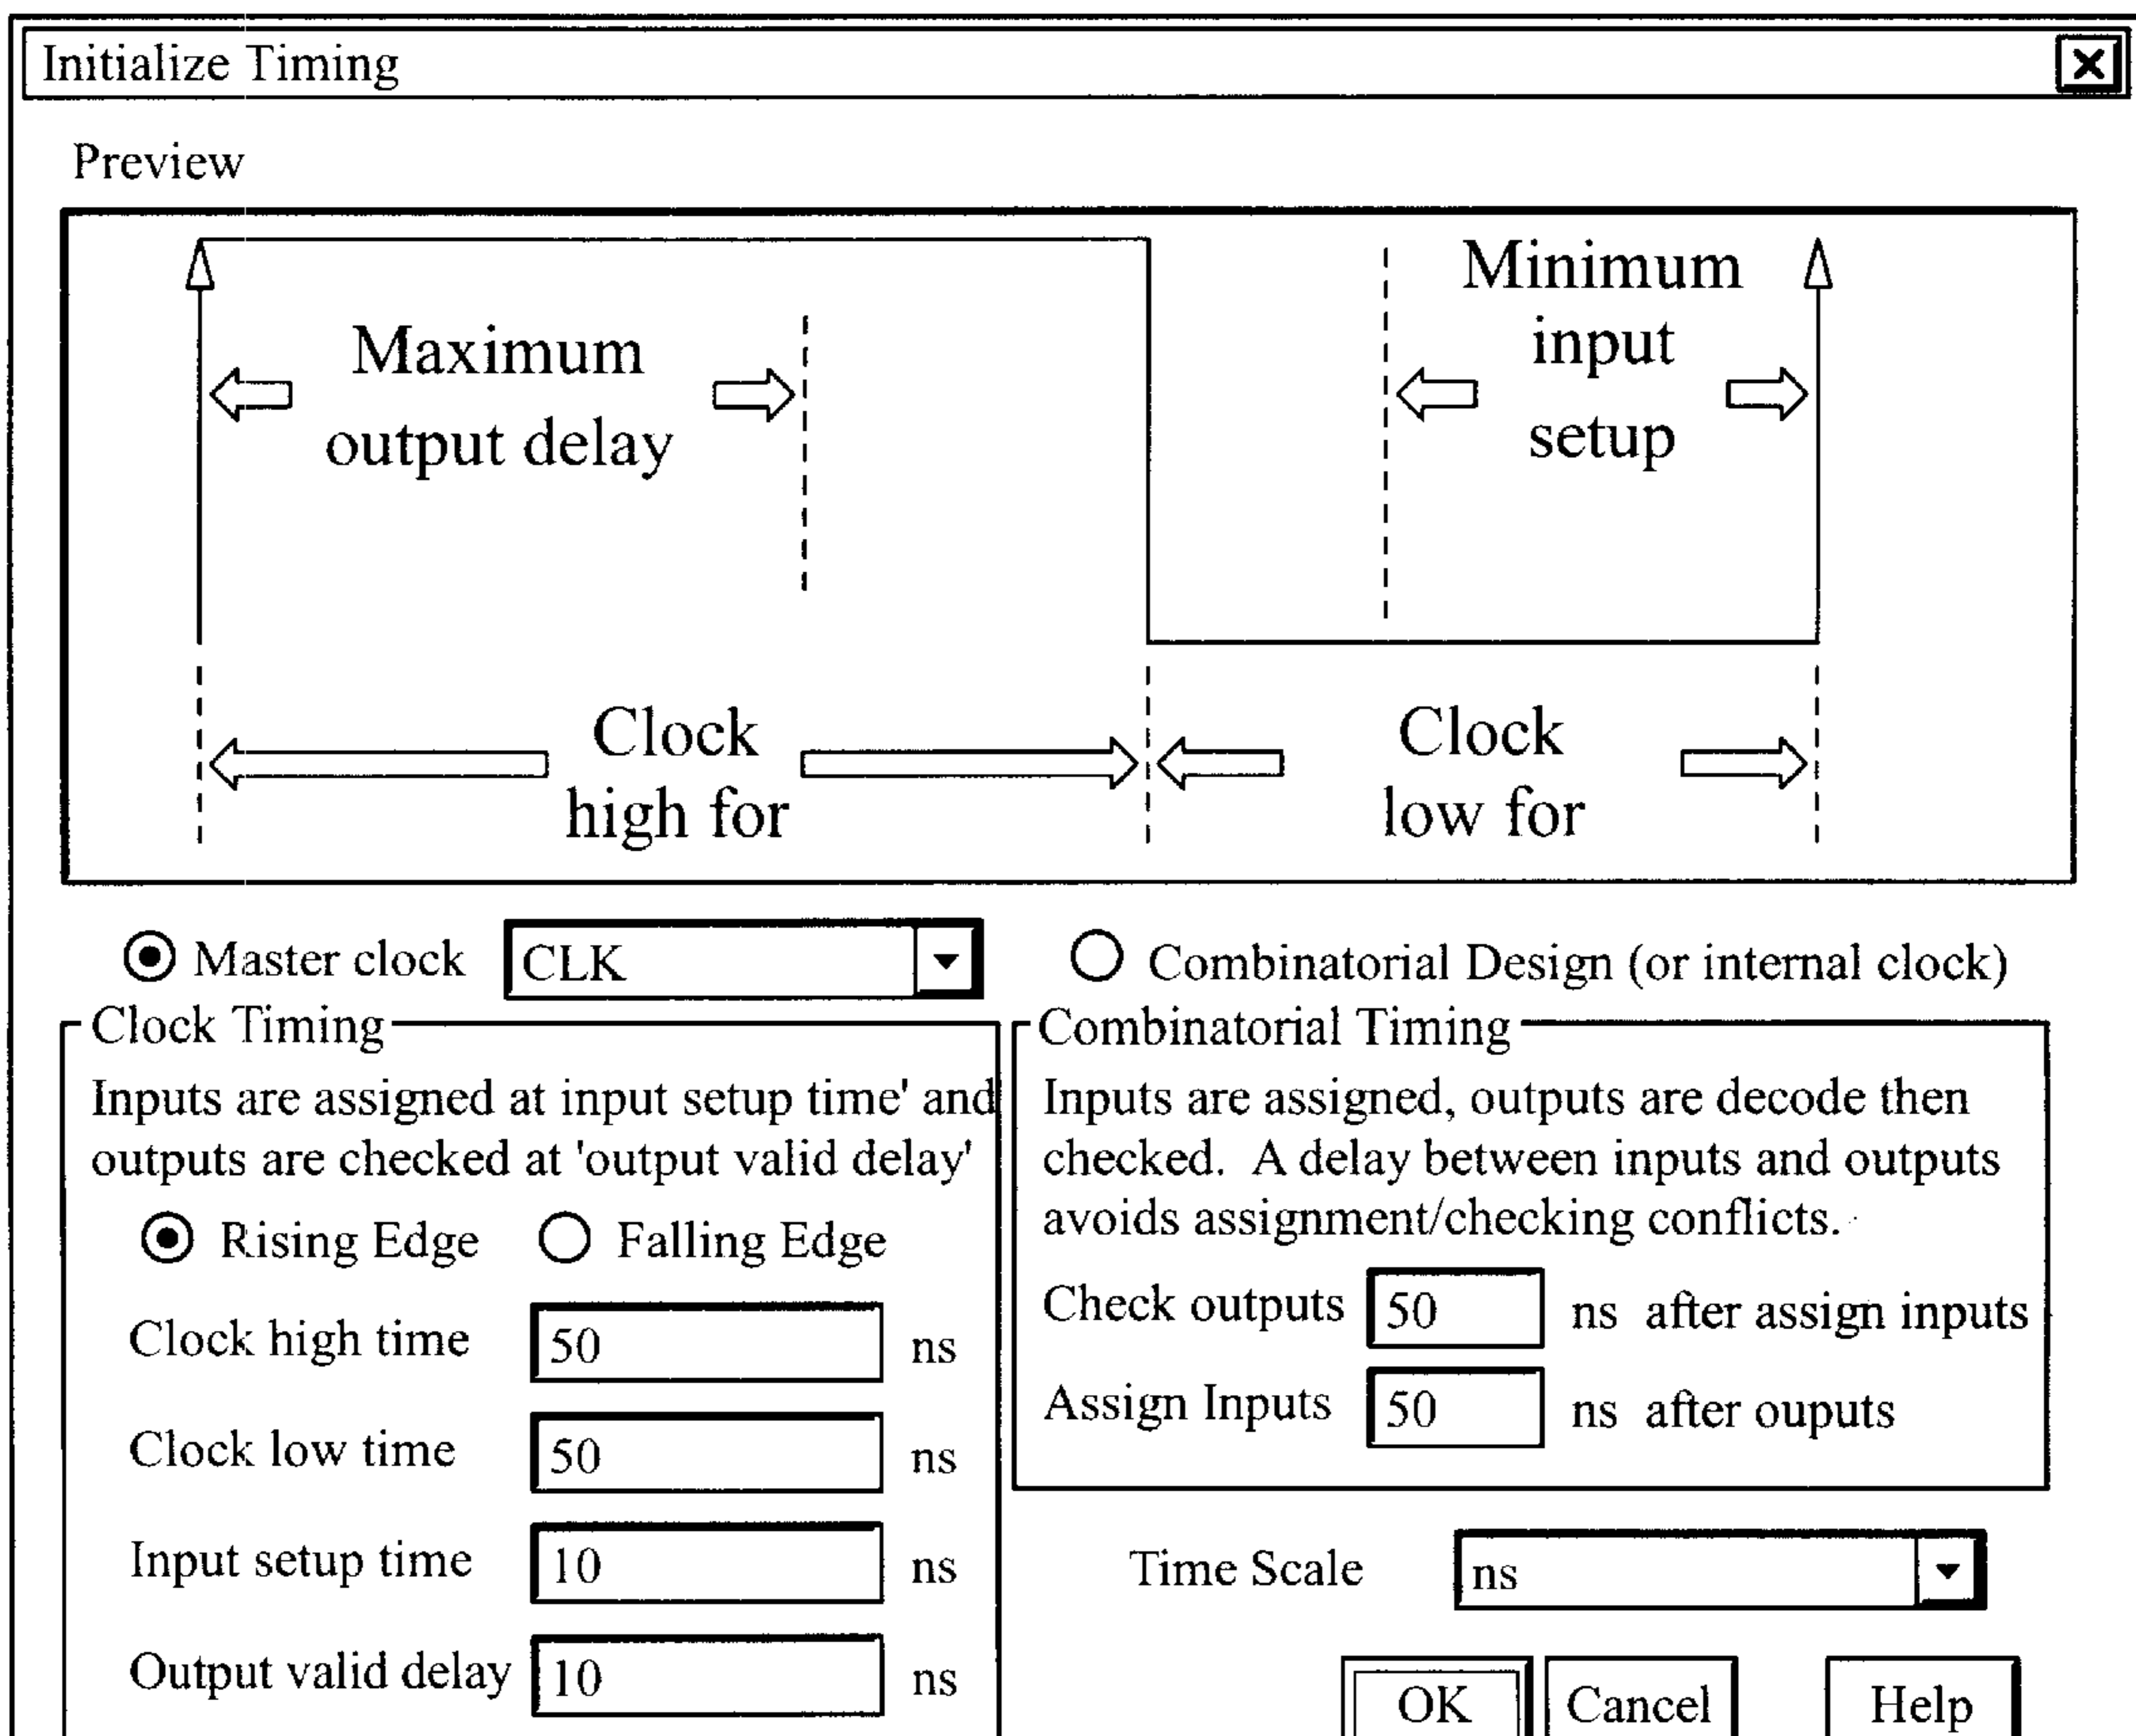 Initialize Timing
Preview
Maximum
output delay
Minimum
input
setup
Clock
high for
Clock
low for
Master clock
CLK
Combinatorial Design (or internal clock)
Clock Timing
Inputs are assigned at input setup time' and
outputs are checked at 'output valid delay'
Rising Edge
Falling Edge
Clock high time 50 ns
Clock low time 50 ns
Input setup time 10 ns
Output valid delay 10 ns
Combinatorial Timing
Inputs are assigned, outputs are decode then
checked. A delay between inputs and outputs
avoids assignment/checking conflicts.
Check outputs 50 ns after assign inputs
Assign Inputs 50 ns after ouputs
Time Scale ns
OK Cancel Help